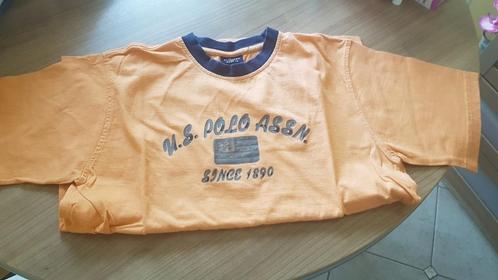 U.S. POLO ASSN.
SINCE 1890